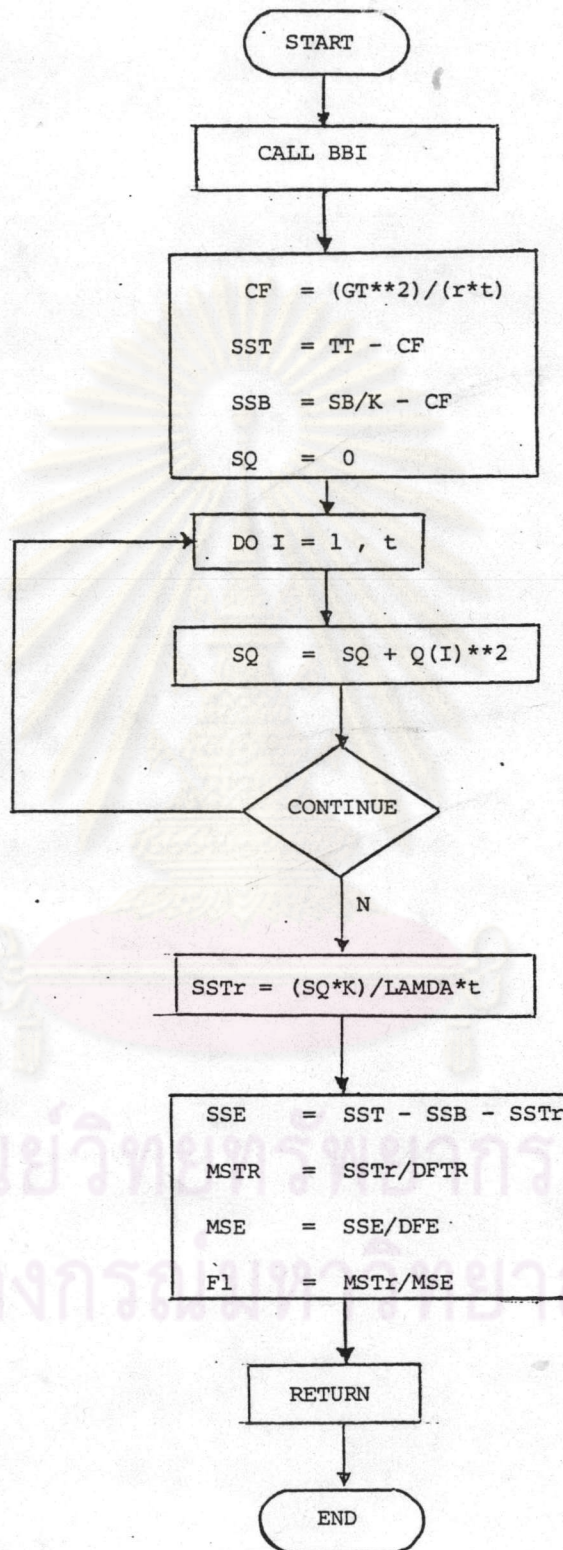 START
CALL BBI
CF = (GT**2)/(r*t)
SST = TT - CF
SSB = SB/K - CF
SQ = 0
DO I = 1 , t
SQ = SQ + Q(I)**2
CONTINUE
N
SSTr = (SQ*K)/LAMDA*t
SSE = SST - SSB - SSTr
MSTR = SSTr/DFTR
MSE = SSE/DFE
F1 = MSTr/MSE
RETURN
END